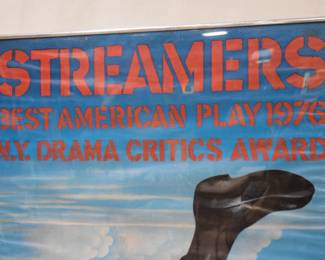 STREAMERS
BEST AMERICAN PLAY 1976
N.Y. DRAMA CRITICS AWARD